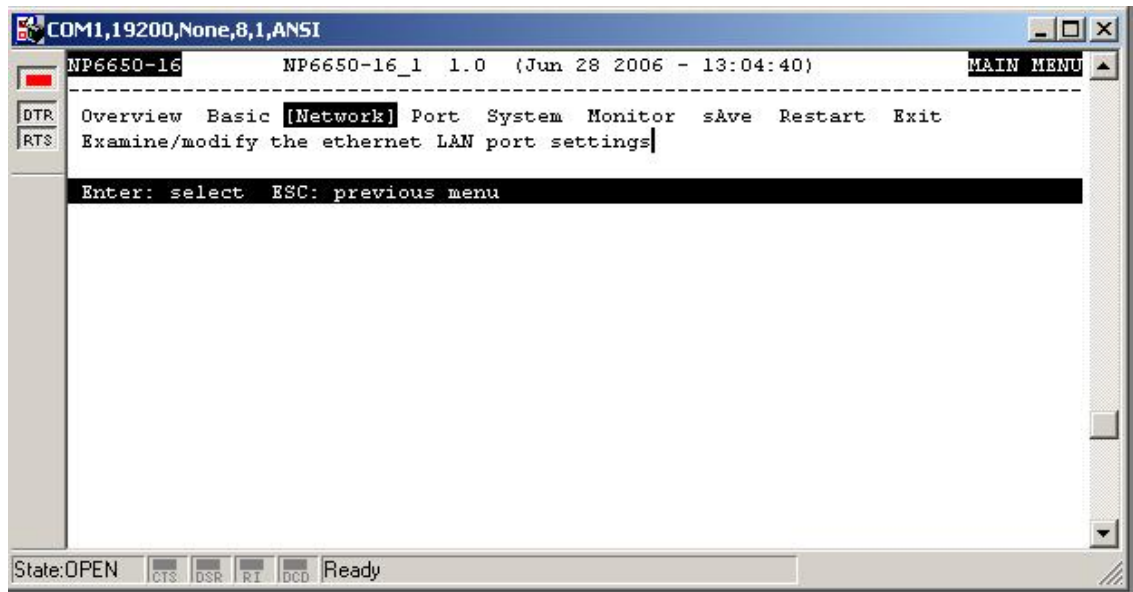 COM1,19200,None,8,1,ANSI
NP6650-16 NP6650-16_1 1.0 (Jun 28 2006 - 13:04:40) MAIN MENU
--------------------------------------------------------------------------------
DTR Overview Basic [Network] Port System Monitor sAve Restart Exit
RTS Examine/modify the ethernet LAN port settings
Enter: select ESC: previous menu
State:OPEN CTS DSR RI DCD Ready